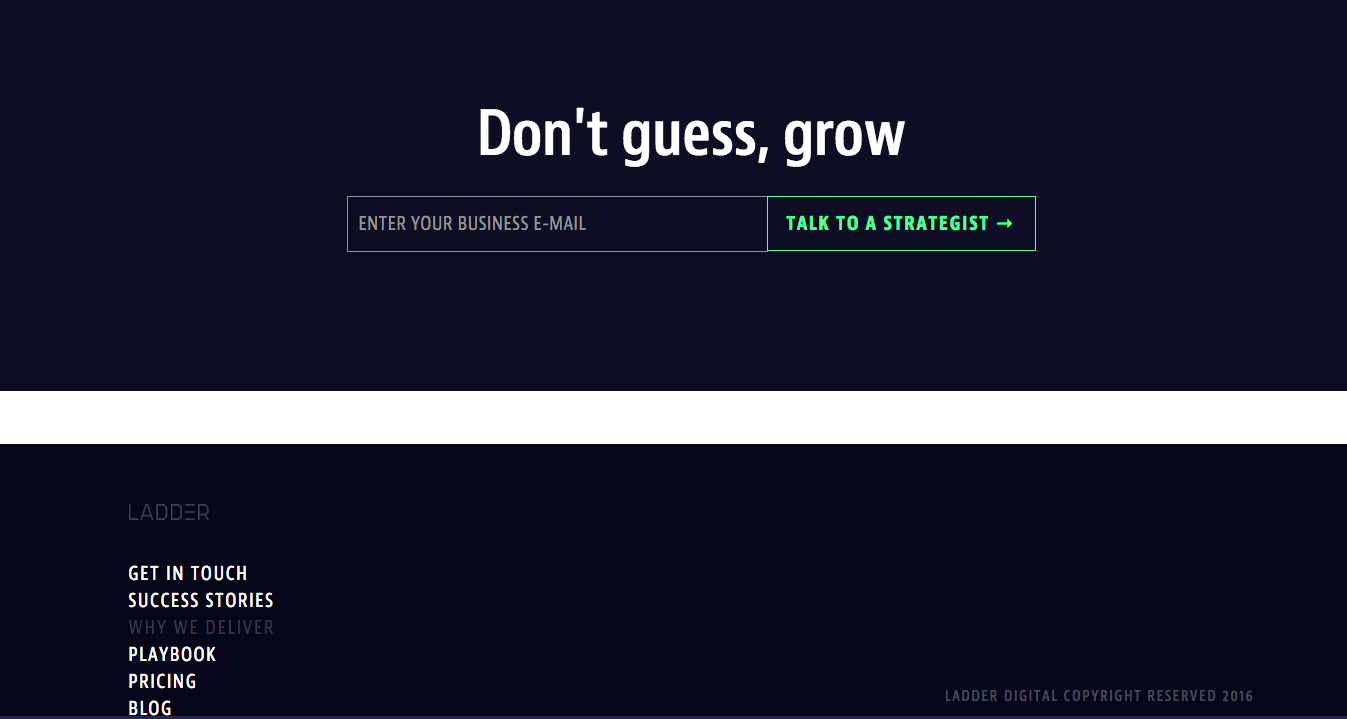 Don't guess, grow
ENTER YOUR BUSINESS E-MAIL
TALK TO A STRATEGIST →
LADDER
GET IN TOUCH
SUCCESS STORIES
WHY WE DELIVER
PLAYBOOK
PRICING
BLOG
LADDER DIGITAL COPYRIGHT RESERVED 2016